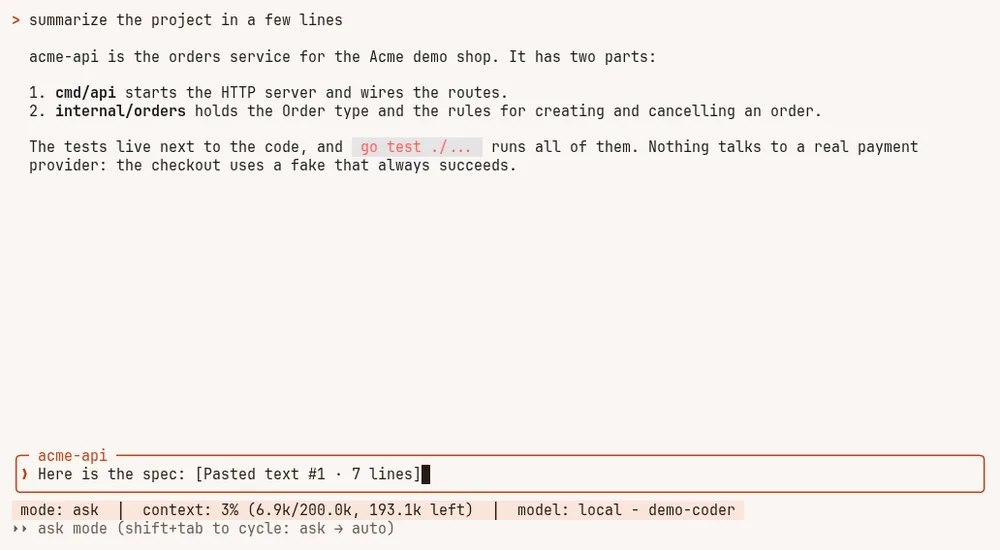 > summarize the project in a few lines
acme-api is the orders service for the Acme demo shop. It has two parts:
1. cmd/api starts the HTTP server and wires the routes.
2. internal/orders holds the Order type and the rules for creating and cancelling an order.
The tests live next to the code, and go test ./... runs all of them. Nothing talks to a real payment
provider: the checkout uses a fake that always succeeds.
acme-api
❯ Here is the spec: [Pasted text #1 · 7 lines]
mode: ask | context: 3% (6.9k/200.0k, 193.1k left) | model: local - demo-coder
▸▸ ask mode (shift+tab to cycle: ask → auto)